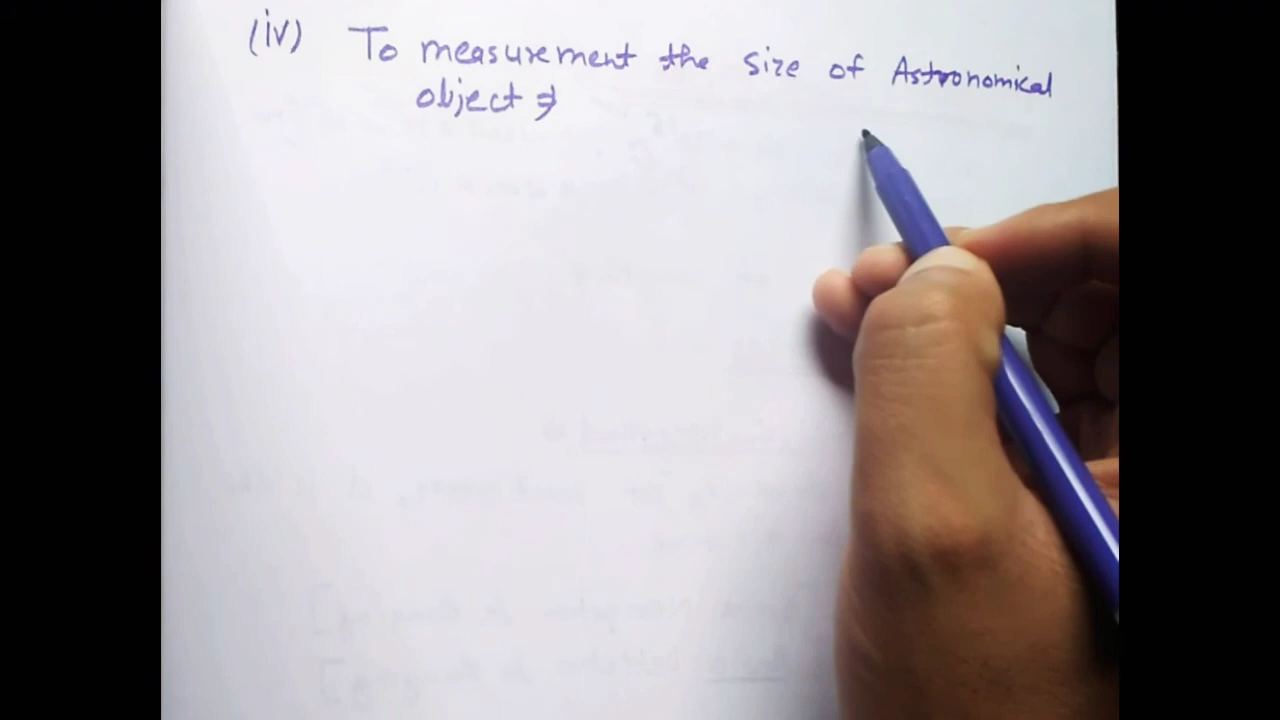 (iv) To measurement the size of Astronomical
object ⇒